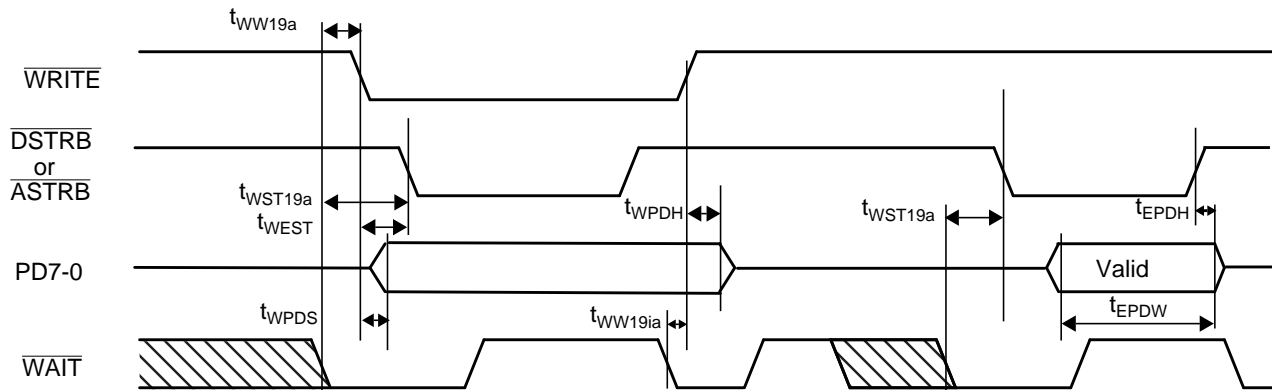 tWW19a
WRITE
DSTRB
or
ASTRB
tWST19a
tWEST
tWPDH
tWST19a
tEPDH
PD7-0
Valid
tWPDS
tWW19ia
tEPDW
WAIT